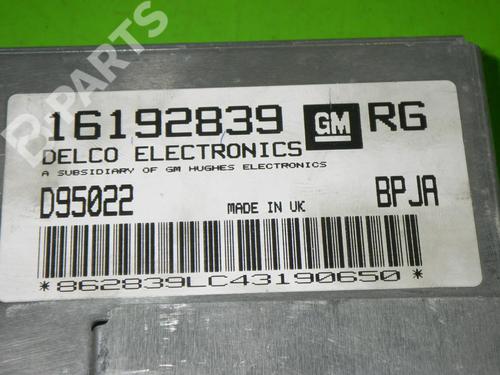 B-PARTS
16192839 GM RG
DELCO ELECTRONICS
A SUBSIDIARY OF GM HUGHES ELECTRONICS
D95022 MADE IN UK BPJA
*862839LC43190650*